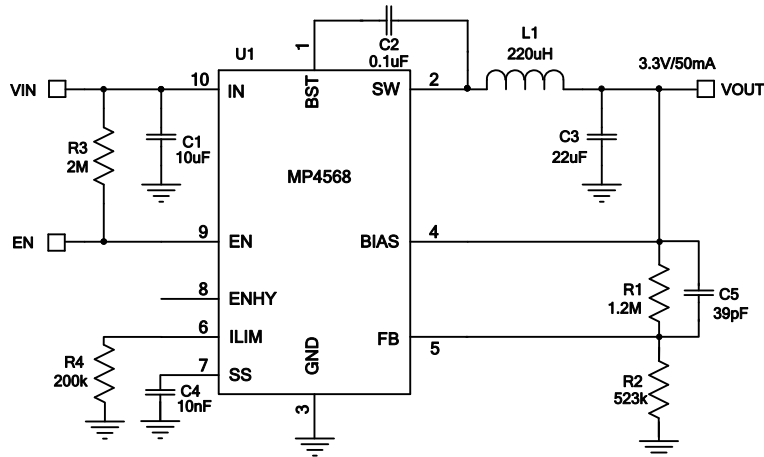 U1
1
C2
0.1uF
L1
220uH
3.3V/50mA
VIN
10
IN
BST
SW
2
VOUT
R3
2M
C1
10uF
C3
22uF
MP4568
EN
9
EN
BIAS
4
8
ENHY
R1
1.2M
C5
39pF
6
ILIM
FB
5
R4
200k
7
SS
GND
C4
10nF
3
R2
523k